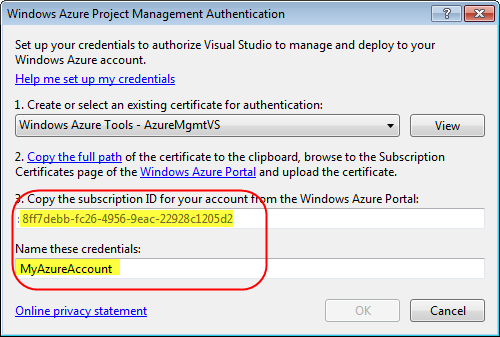 Windows Azure Project Management Authentication
Set up your credentials to authorize Visual Studio to manage and deploy to your
Windows Azure account.
Help me set up my credentials
1. Create or select an existing certificate for authentication:
Windows Azure Tools - AzureMgmtVS
View
2. Copy the full path of the certificate to the clipboard, browse to the Subscription
Certificates page of the Windows Azure Portal and upload the certificate.
3. Copy the subscription ID for your account from the Windows Azure Portal:
8ff7debb-fc26-4956-9eac-22928c1205d2
Name these credentials:
MyAzureAccount
Online privacy statement
OK
Cancel